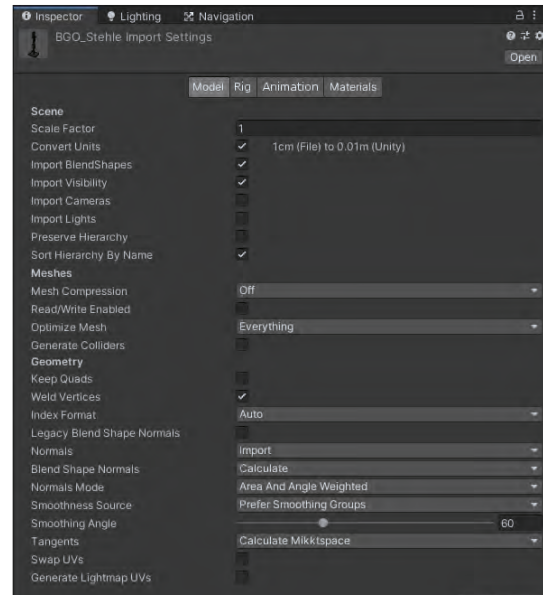 Inspector Lighting Navigation
BGO_Stehle Import Settings
Open
Model Rig Animation Materials
Scene
Scale Factor 1
Convert Units 1cm (File) to 0.01m (Unity)
Import BlendShapes
Import Visibility
Import Cameras
Import Lights
Preserve Hierarchy
Sort Hierarchy By Name
Meshes
Mesh Compression Off
Read/Write Enabled
Optimize Mesh Everything
Generate Colliders
Geometry
Keep Quads
Weld Vertices
Index Format Auto
Legacy Blend Shape Normals
Normals Import
Blend Shape Normals Calculate
Normals Mode Area And Angle Weighted
Smoothness Source Prefer Smoothing Groups
Smoothing Angle 60
Tangents Calculate Mikktspace
Swap UVs
Generate Lightmap UVs